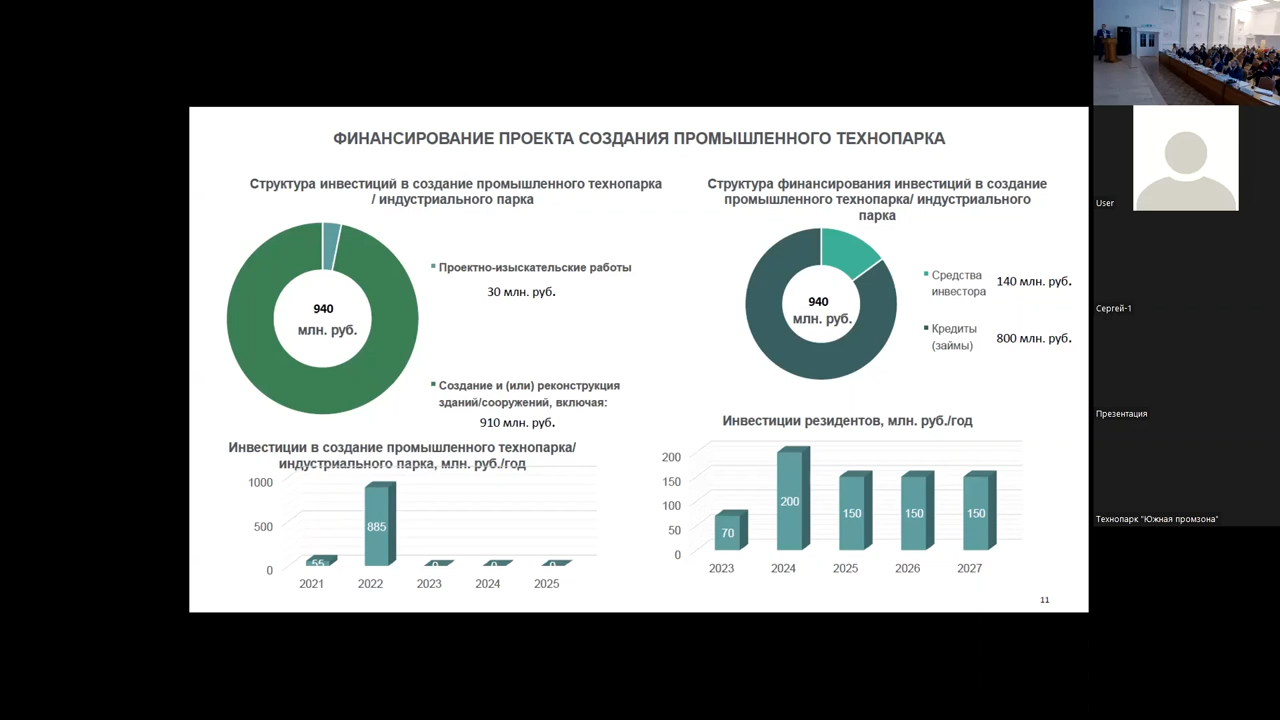 ФИНАНСИРОВАНИЕ ПРОЕКТА СОЗДАНИЯ ПРОМЫШЛЕННОГО ТЕХНОПАРКА
Структура инвестиций в создание промышленного технопарка
/ индустриального парка
940
млн. руб.
Проектно-изыскательские работы
30 млн. руб.
Создание и (или) реконструкция
зданий/сооружений, включая:
910 млн. руб.
Структура финансирования инвестиций в создание
промышленного технопарка/ индустриального
парка
940
млн. руб.
Средства
инвестора
140 млн. руб.
Кредиты
(займы)
800 млн. руб.
Инвестиции в создание промышленного технопарка/
индустриального парка, млн. руб./год
1000
500
0
55
885
0
0
0
2021
2022
2023
2024
2025
Инвестиции резидентов, млн. руб./год
200
150
100
50
0
70
200
150
150
150
2023
2024
2025
2026
2027
11
User
Сергей-1
Презентация
Технопарк "Южная промзона"